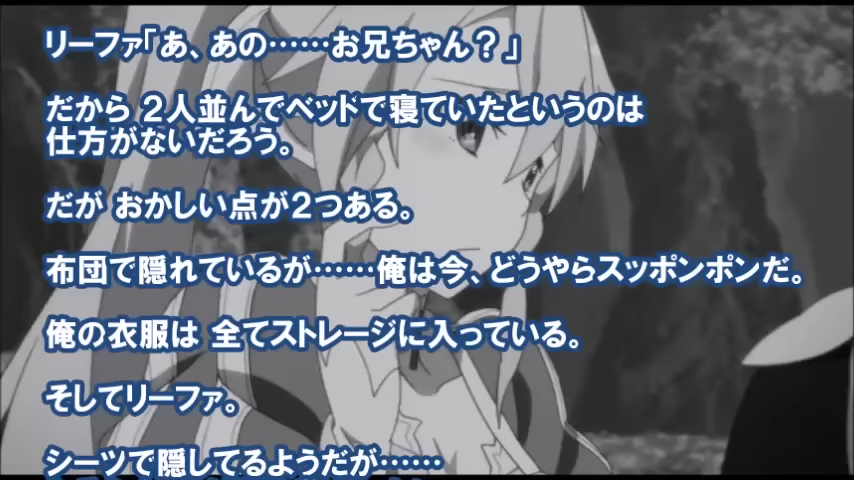 リーファ「あ、あの……お兄ちゃん？」
だから ２人並んでベッドで寝ていたというのは
仕方がないだろう。
だが おかしい点が２つある。
布団で隠れているが……俺は今、どうやらスッポンポンだ。
俺の衣服は 全てストレージに入っている。
そしてリーファ。
シーツで隠してるようだが……